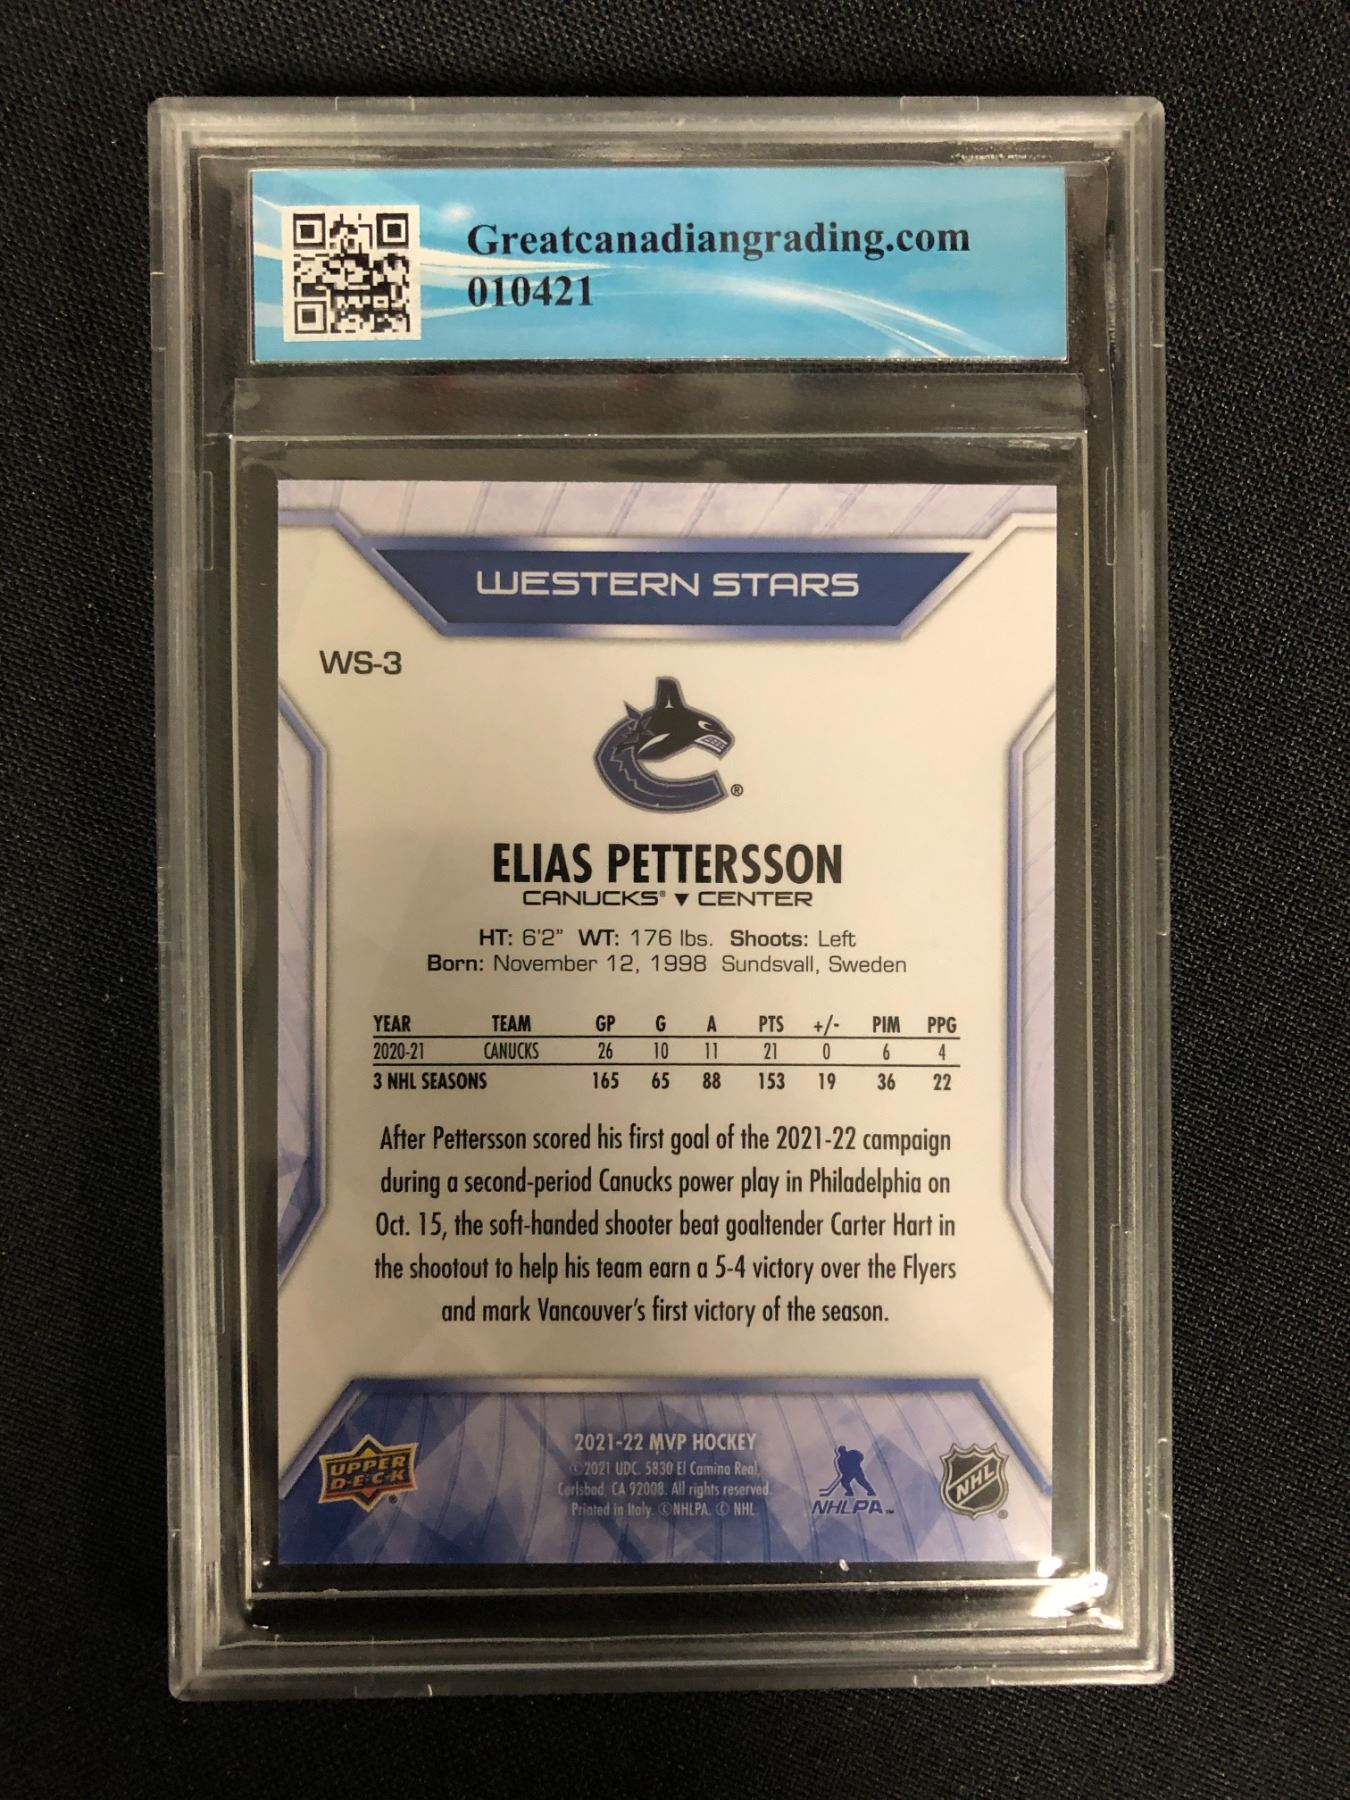 Greatcanadiangrading.com
010421
WESTERN STARS
WS-3
®
ELIAS PETTERSSON
CANUCKS® ▼ CENTER
HT: 6'2" WT: 176 lbs. Shoots: Left
Born: November 12, 1998 Sundsvall, Sweden
YEAR TEAM GP G A PTS +/- PIM PPG
2020-21 CANUCKS 26 10 11 21 0 6 4
3 NHL SEASONS 165 65 88 153 19 36 22
After Pettersson scored his first goal of the 2021-22 campaign
during a second-period Canucks power play in Philadelphia on
Oct. 15, the soft-handed shooter beat goaltender Carter Hart in
the shootout to help his team earn a 5-4 victory over the Flyers
and mark Vancouver's first victory of the season.
2021-22 MVP HOCKEY
©2021 UDC. 5830 El Camino Real,
Carlsbad, CA 92008. All rights reserved.
Printed in Italy. ©NHLPA. © NHL.
UPPER
D·E·C·K
®
NHLPA™
NHL
®